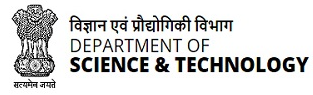 विज्ञान एवं प्रौद्योगिकी विभाग
DEPARTMENT OF
SCIENCE & TECHNOLOGY
सत्यमेव जयते